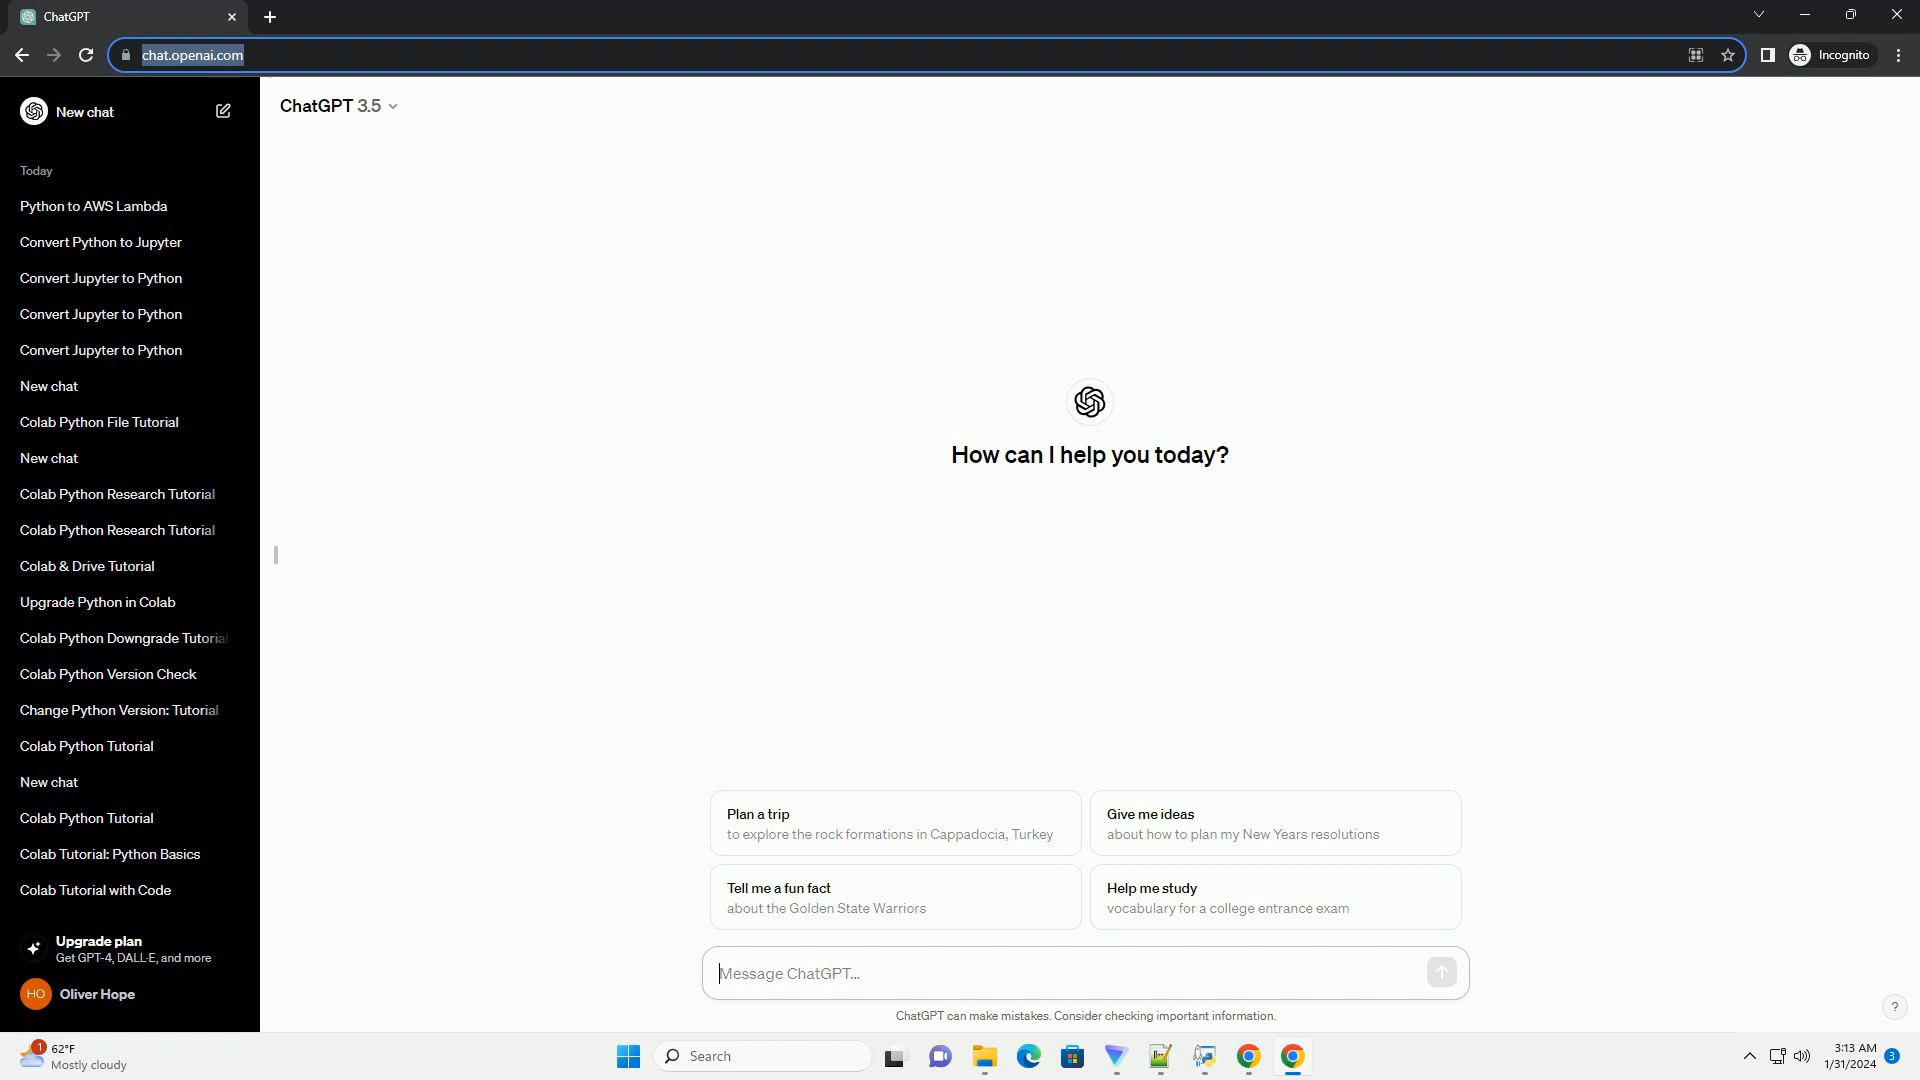 ChatGPT
chat.openai.com
Incognito
New chat
Today
Python to AWS Lambda
Convert Python to Jupyter
Convert Jupyter to Python
Convert Jupyter to Python
Convert Jupyter to Python
New chat
Colab Python File Tutorial
New chat
Colab Python Research Tutorial
Colab Python Research Tutorial
Colab & Drive Tutorial
Upgrade Python in Colab
Colab Python Downgrade Tutorial
Colab Python Version Check
Change Python Version: Tutorial
Colab Python Tutorial
New chat
Colab Python Tutorial
Colab Tutorial: Python Basics
Colab Tutorial with Code
Upgrade plan
Get GPT-4, DALL·E, and more
HO Oliver Hope
ChatGPT 3.5
How can I help you today?
Plan a trip
to explore the rock formations in Cappadocia, Turkey
Give me ideas
about how to plan my New Years resolutions
Tell me a fun fact
about the Golden State Warriors
Help me study
vocabulary for a college entrance exam
Message ChatGPT...
ChatGPT can make mistakes. Consider checking important information.
?
1
62°F
Mostly cloudy
Search
3:13 AM
1/31/2024
3